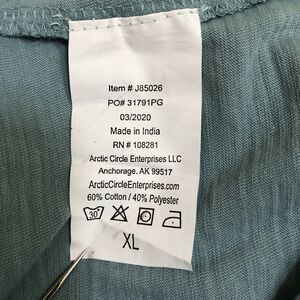 Item # J85026
PO# 31791PG
03/2020
Made in India
RN # 108281
Arctic Circle Enterprises LLC
Anchorage, AK 99517
ArcticCircleEnterprises.com
60% Cotton / 40% Polyester
30
XL